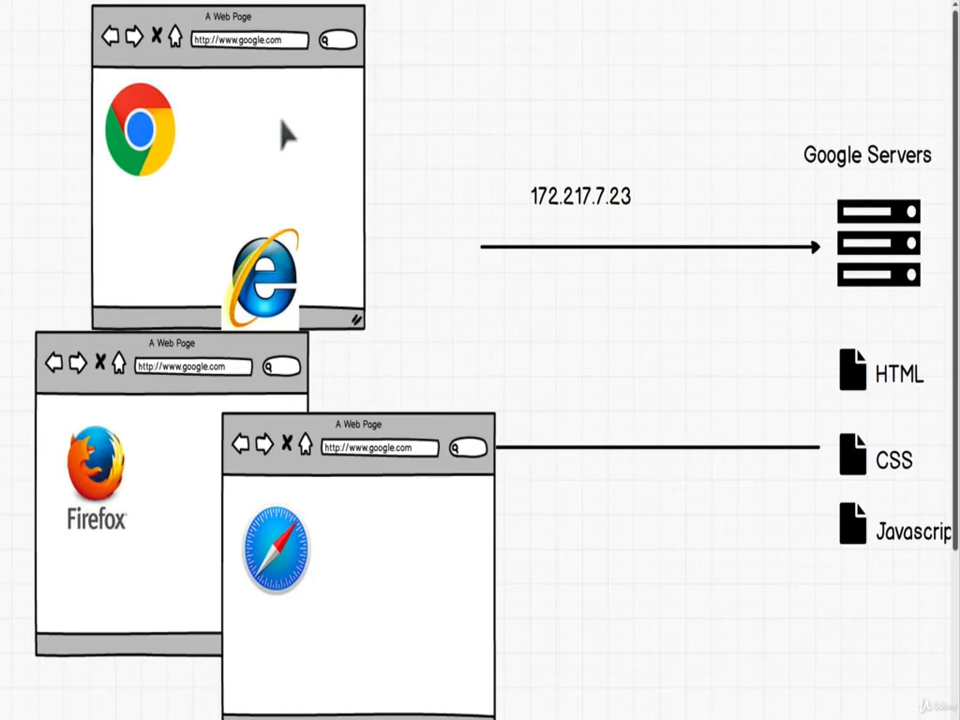 A Web Page
http://www.google.com
Google Servers
172.217.7.23
A Web Page
http://www.google.com
HTML
A Web Page
http://www.google.com
CSS
Firefox
Javascrip
Udemy